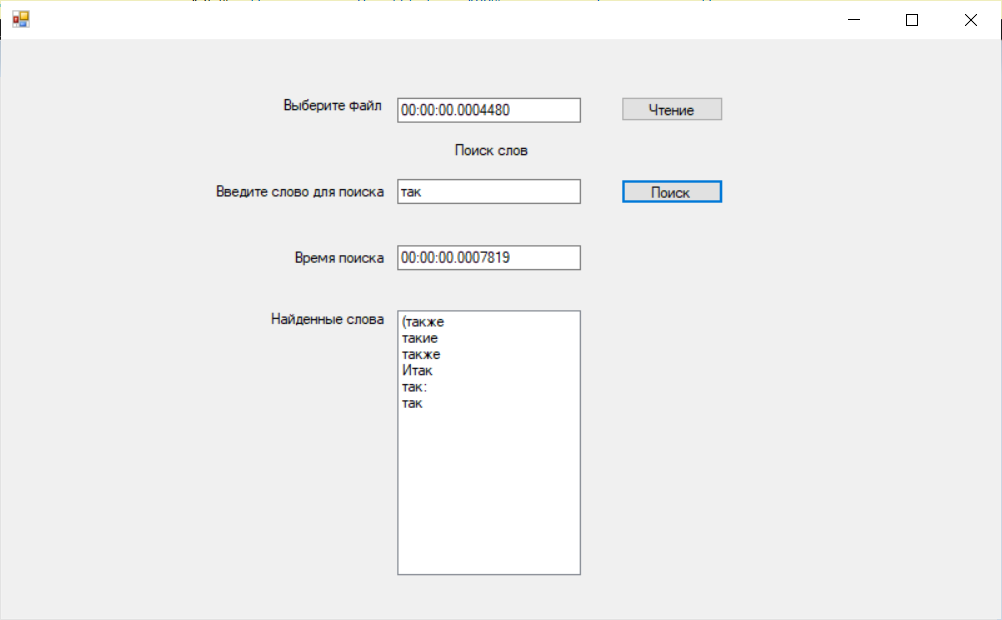 Выберите файл 00:00:00.0004480 Чтение
Поиск слов
Введите слово для поиска так Поиск
Время поиска 00:00:00.0007819
Найденные слова (также
такие
также
Итак
так:
так